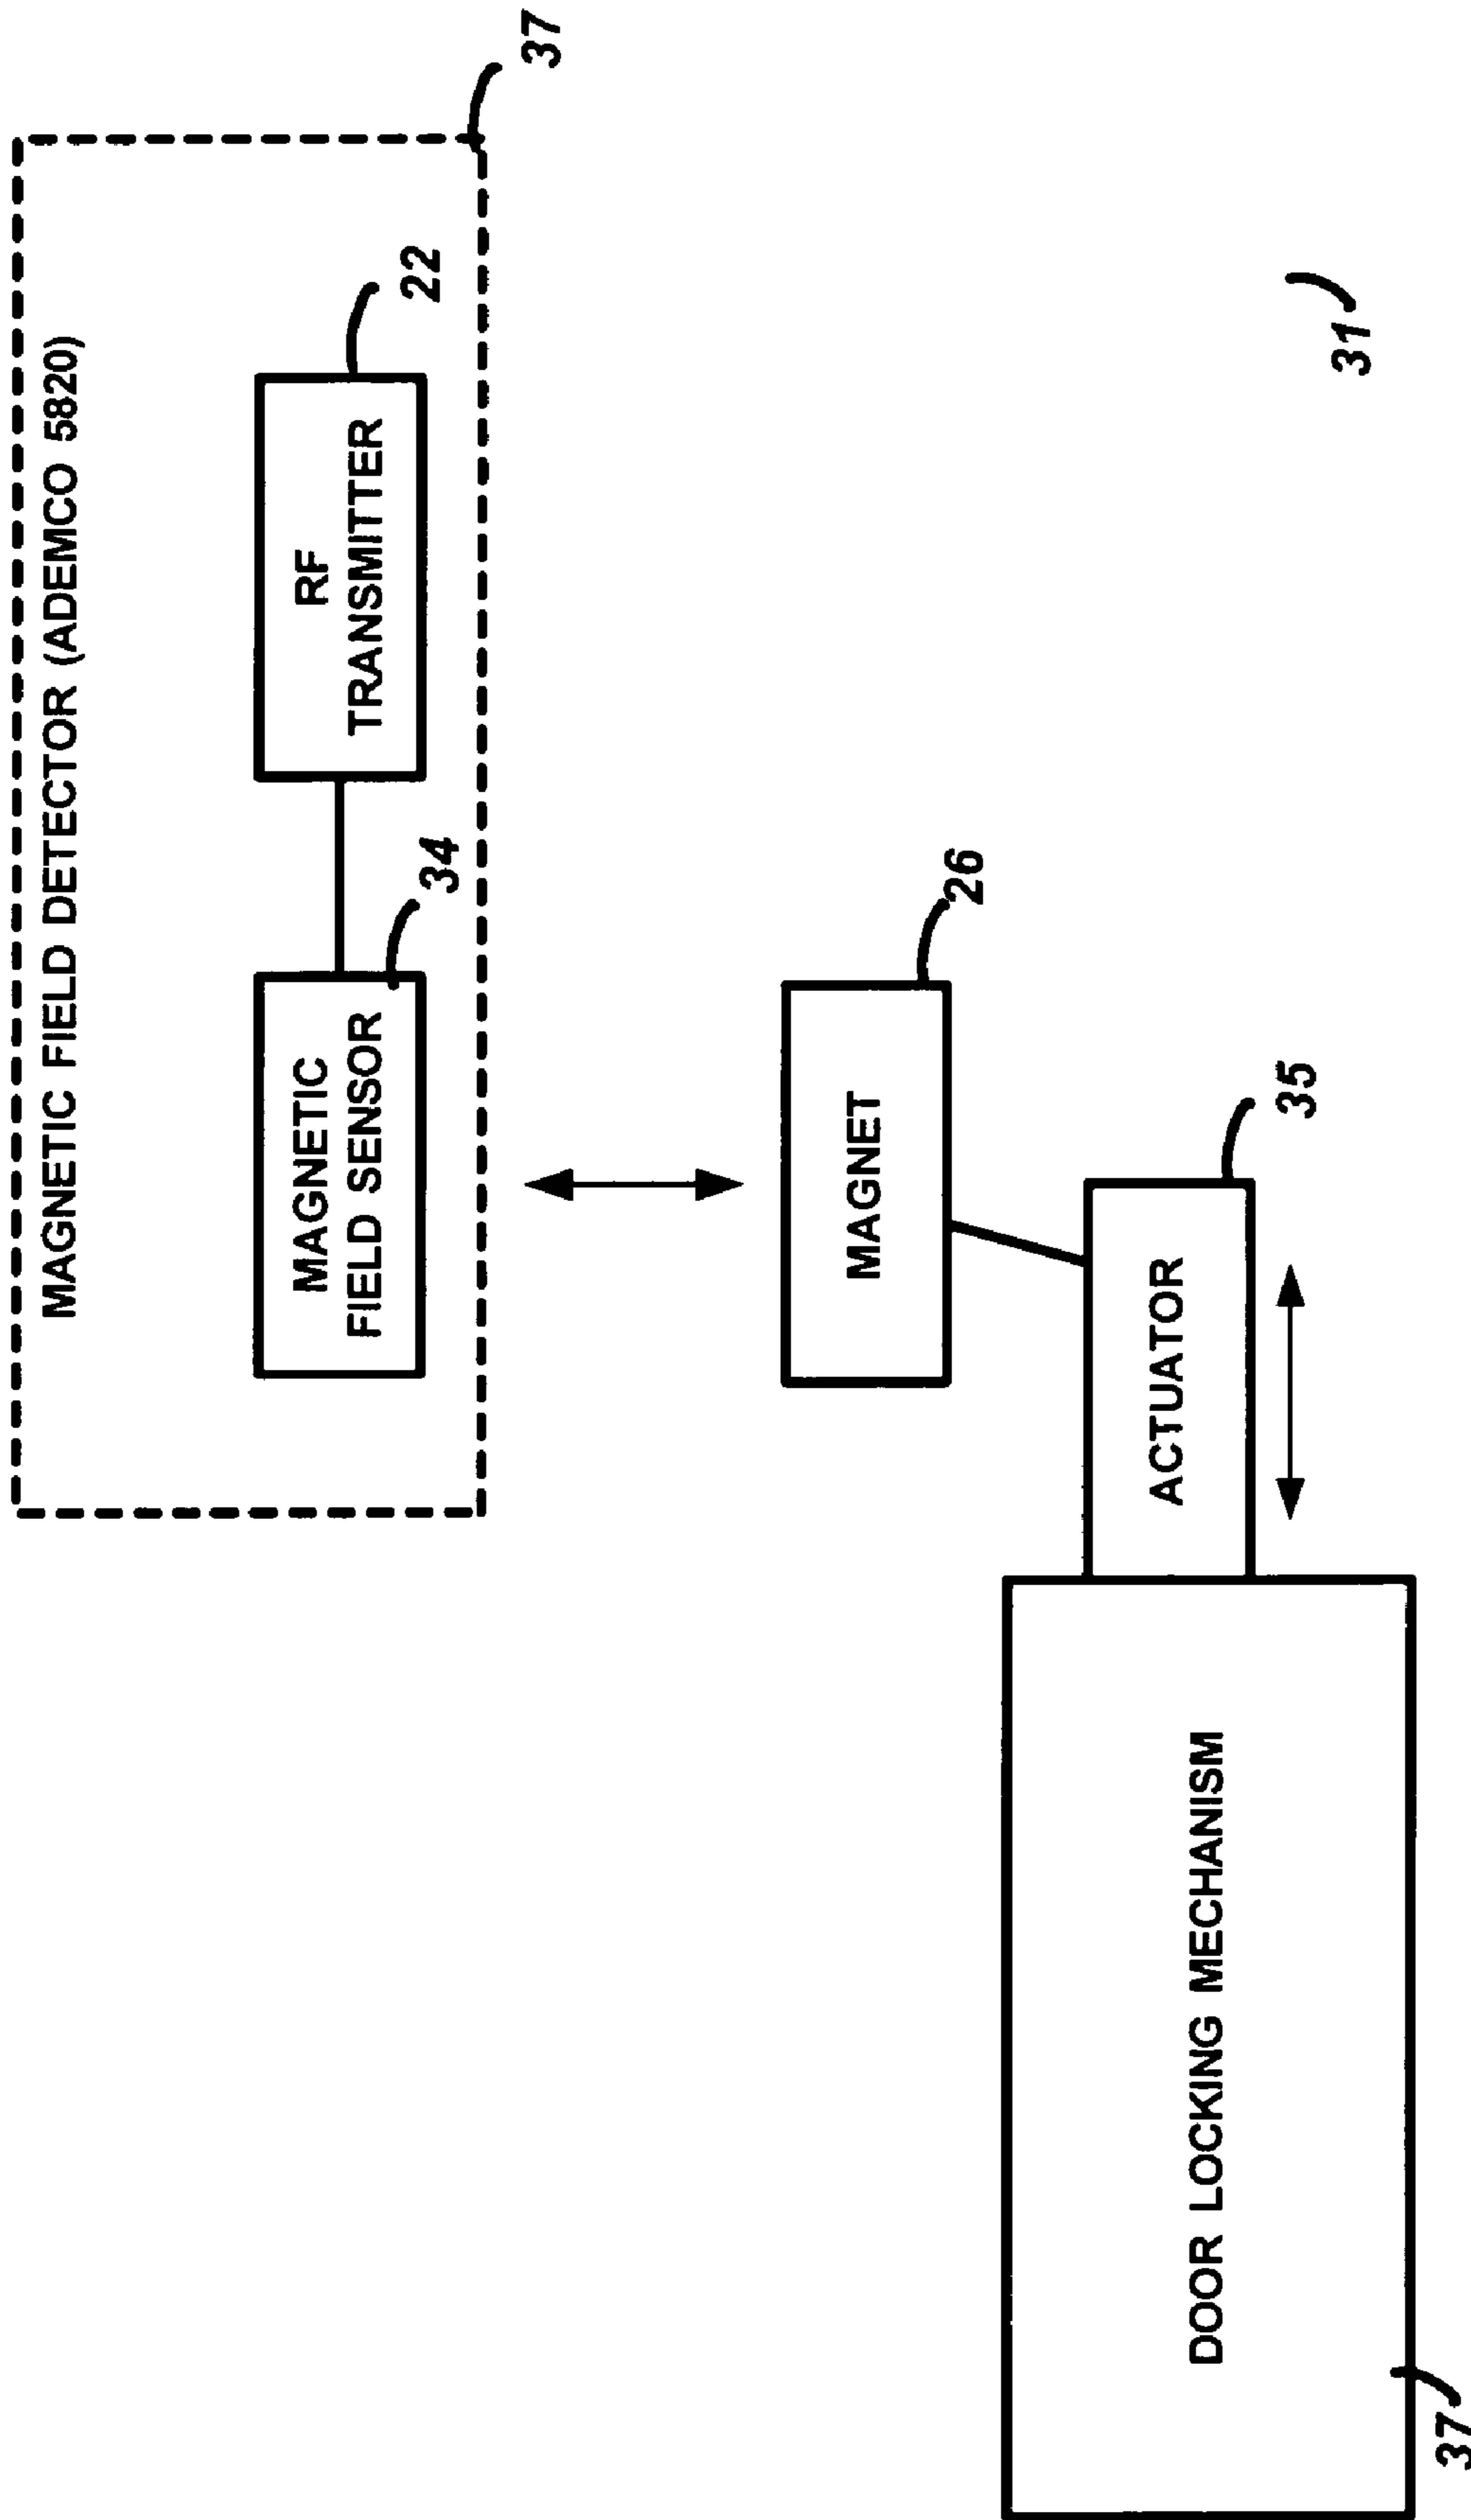 MAGNETIC FIELD DETECTOR (ADEMCO 5820)
37
MAGNETIC
FIELD SENSOR
34
RF
TRANSMITTER
22
MAGNET
26
ACTUATOR
35
DOOR LOCKING MECHANISM
37
31